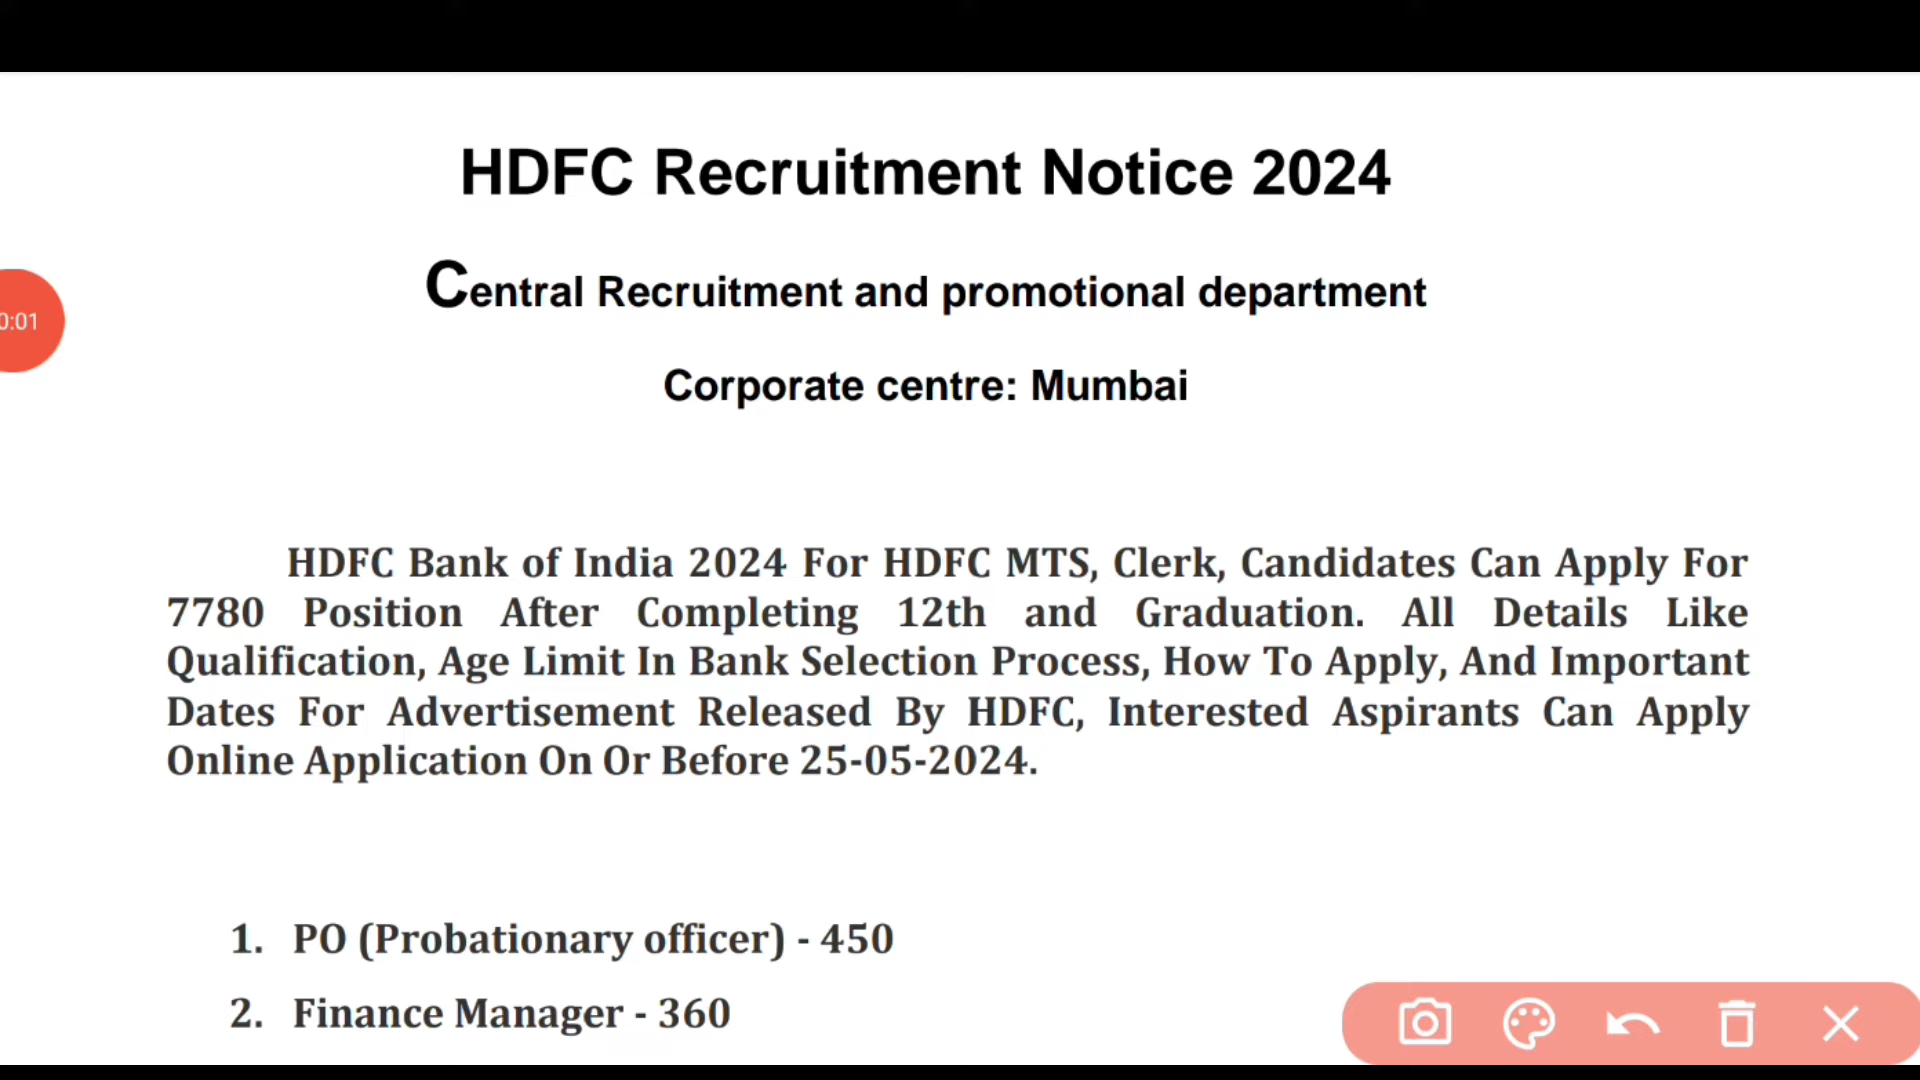 HDFC Recruitment Notice 2024
Central Recruitment and promotional department
0:01
Corporate centre: Mumbai
HDFC Bank of India 2024 For HDFC MTS, Clerk, Candidates Can Apply For
7780 Position After Completing 12th and Graduation. All Details Like
Qualification, Age Limit In Bank Selection Process, How To Apply, And Important
Dates For Advertisement Released By HDFC, Interested Aspirants Can Apply
Online Application On Or Before 25-05-2024.
1. PO (Probationary officer) - 450
2. Finance Manager - 360